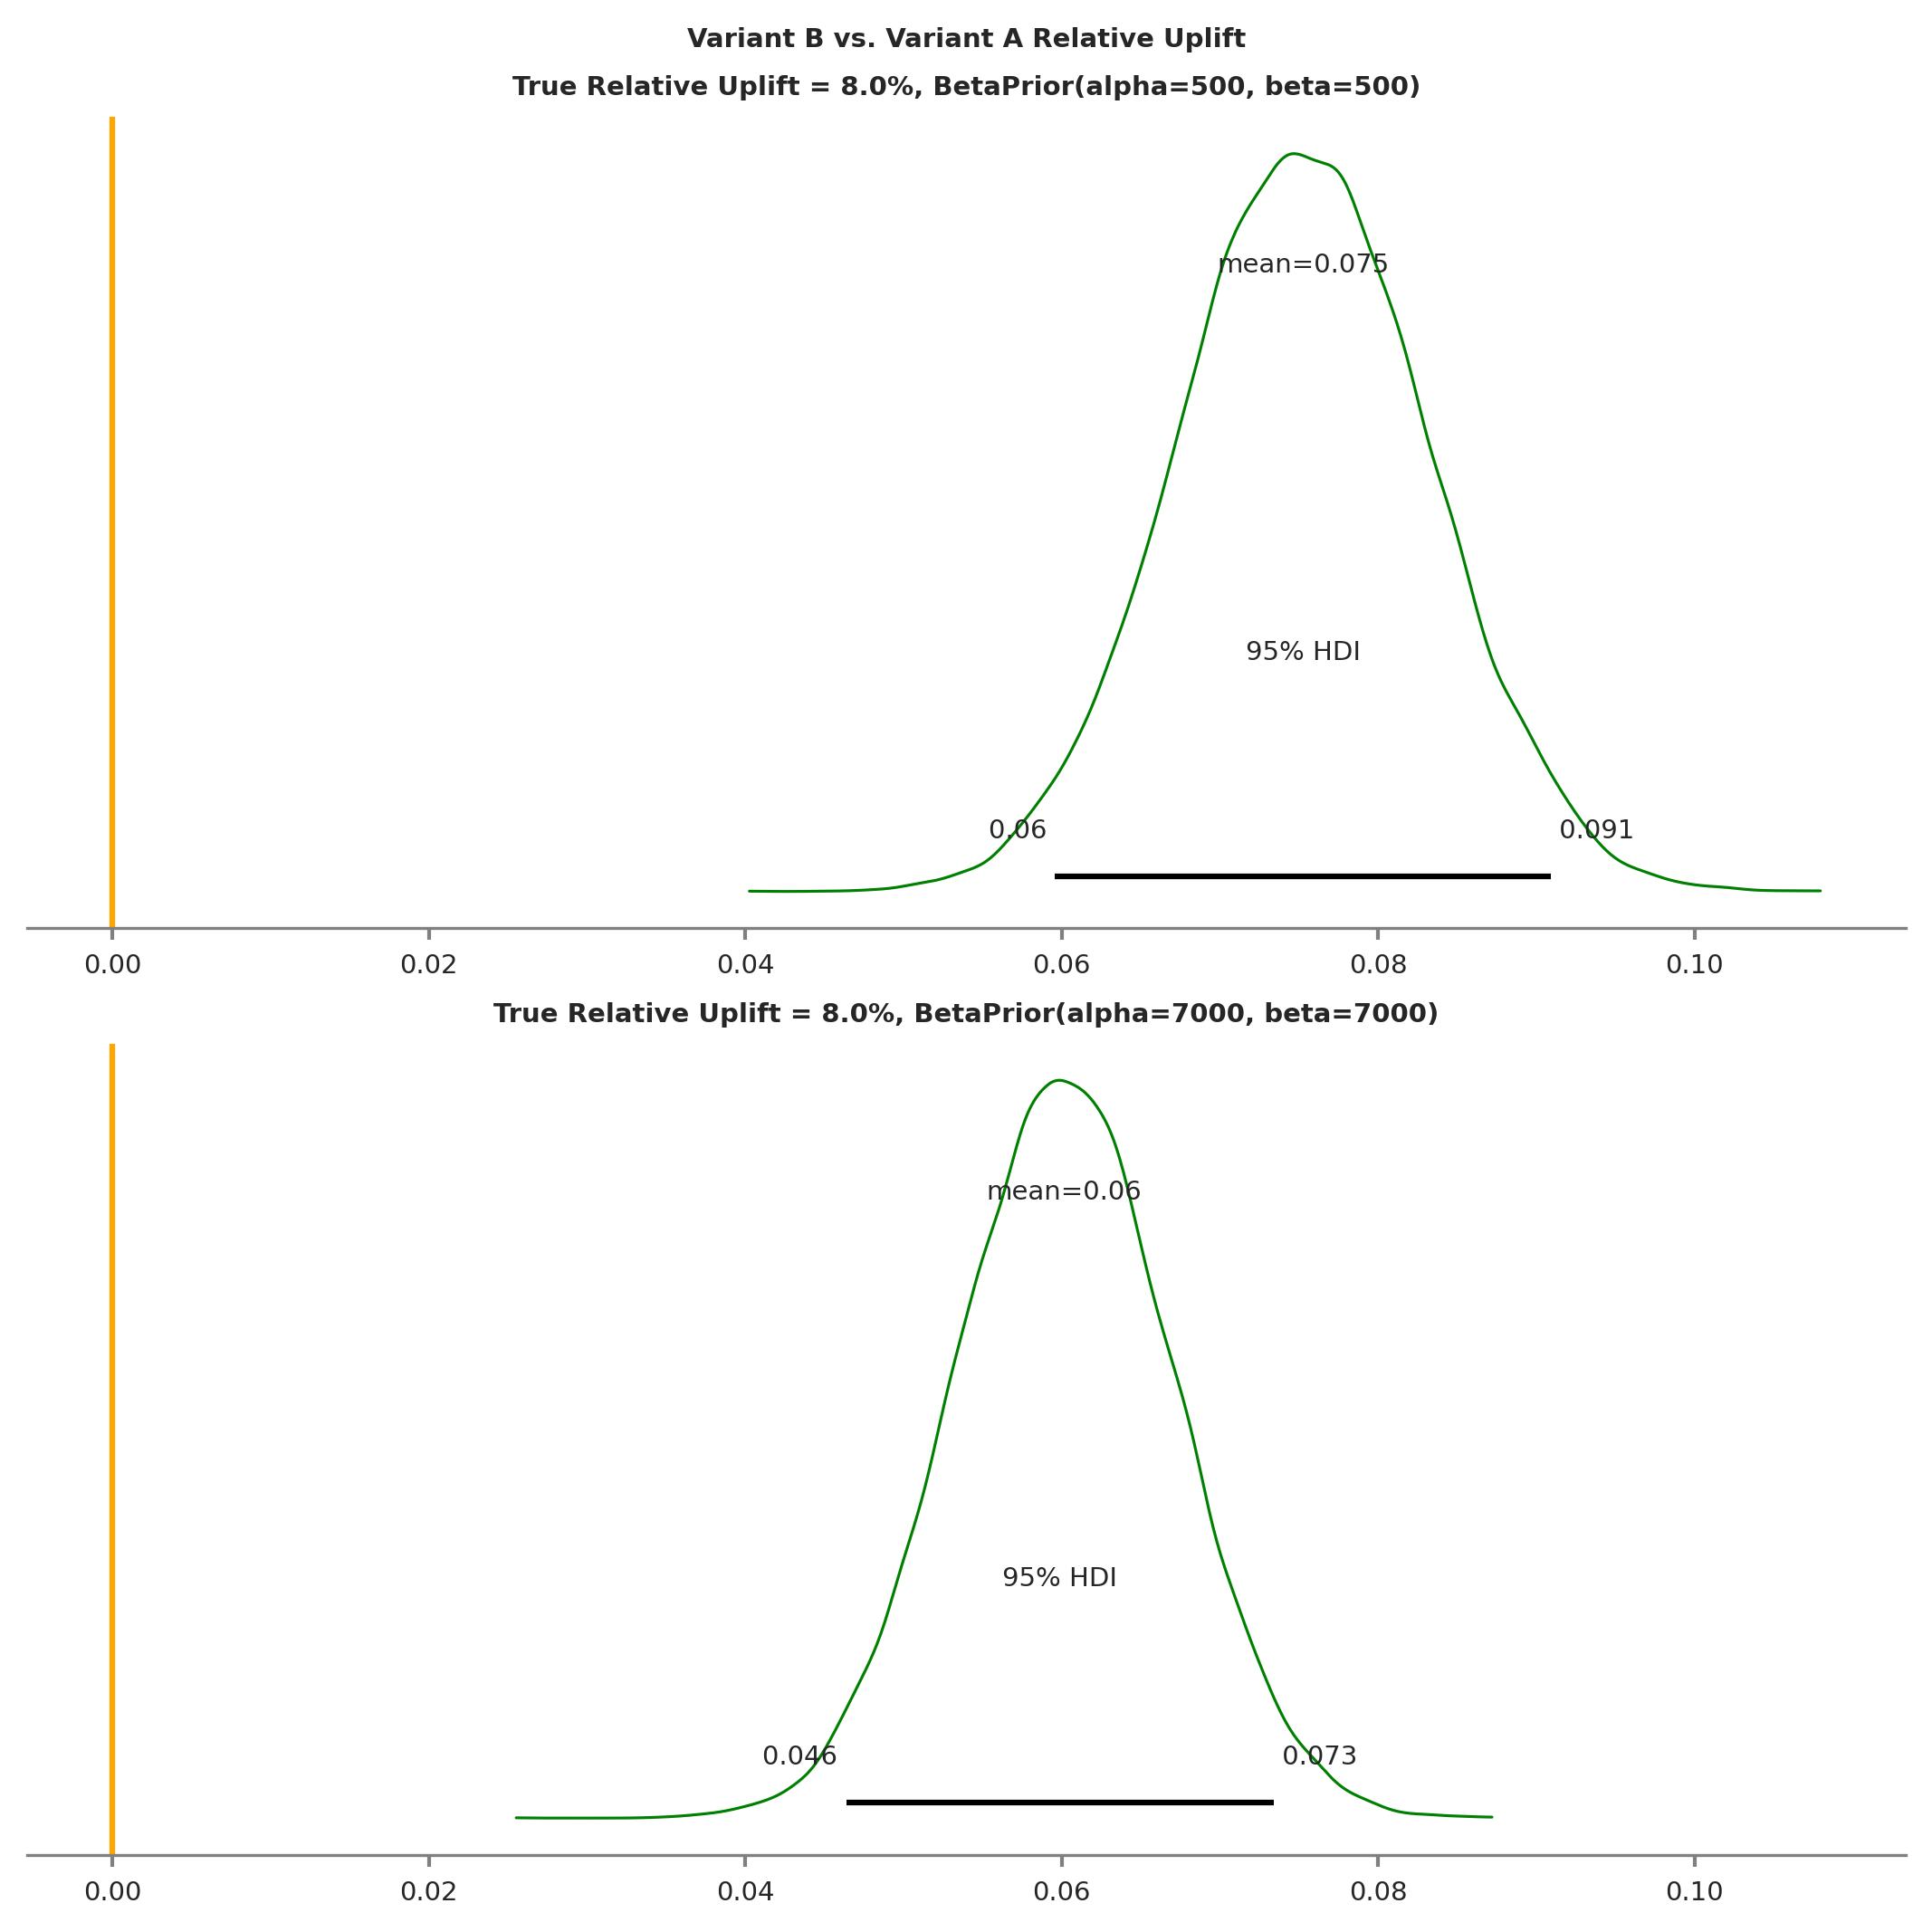 Variant B vs. Variant A Relative Uplift
True Relative Uplift = 8.0%, BetaPrior(alpha=500, beta=500)
mean=0.075
95% HDI
0.06 0.091
0.00 0.02 0.04 0.06 0.08 0.10
True Relative Uplift = 8.0%, BetaPrior(alpha=7000, beta=7000)
mean=0.06
95% HDI
0.046 0.073
0.00 0.02 0.04 0.06 0.08 0.10